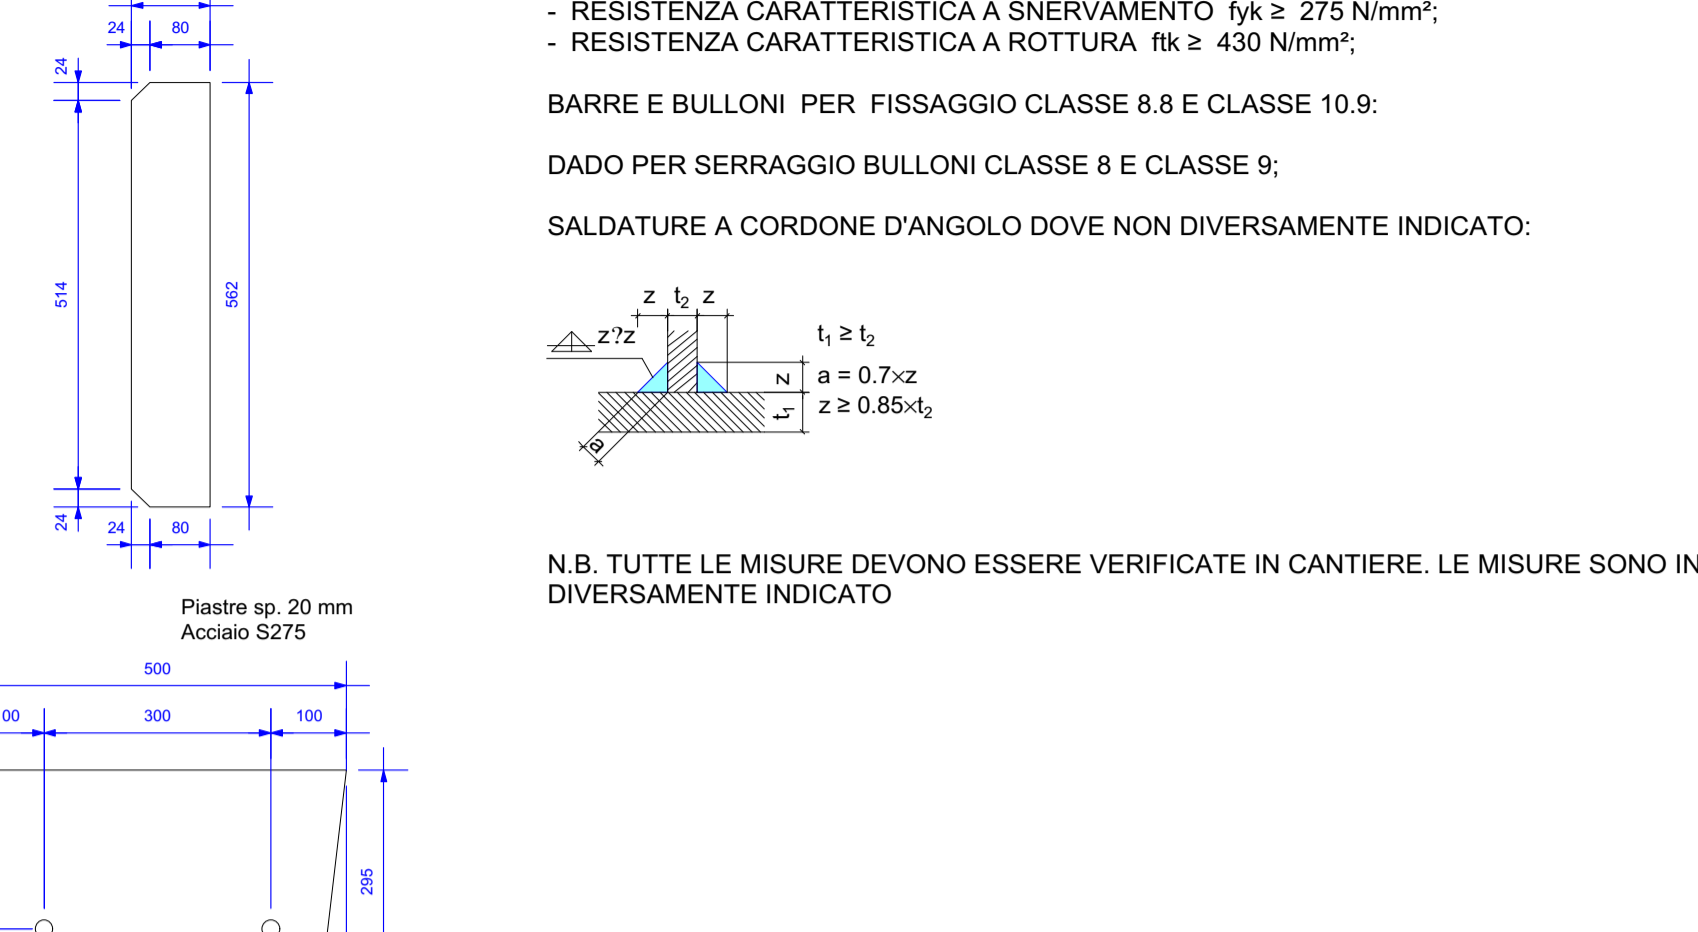 - RESISTENZA CARATTERISTICA A SNERVAMENTO fyk ≥ 275 N/mm²;
- RESISTENZA CARATTERISTICA A ROTTURA ftk ≥ 430 N/mm²;
BARRE E BULLONI PER FISSAGGIO CLASSE 8.8 E CLASSE 10.9:
DADO PER SERRAGGIO BULLONI CLASSE 8 E CLASSE 9;
SALDATURE A CORDONE D'ANGOLO DOVE NON DIVERSAMENTE INDICATO:
z t2 z
z?z
t1 ≥ t2
z
a = 0.7×z
t1
z ≥ 0.85×t2
a
N.B. TUTTE LE MISURE DEVONO ESSERE VERIFICATE IN CANTIERE. LE MISURE SONO IN
DIVERSAMENTE INDICATO
24 80
24
514
562
24
24 80
Piastre sp. 20 mm
Acciaio S275
500
00 300 100
295